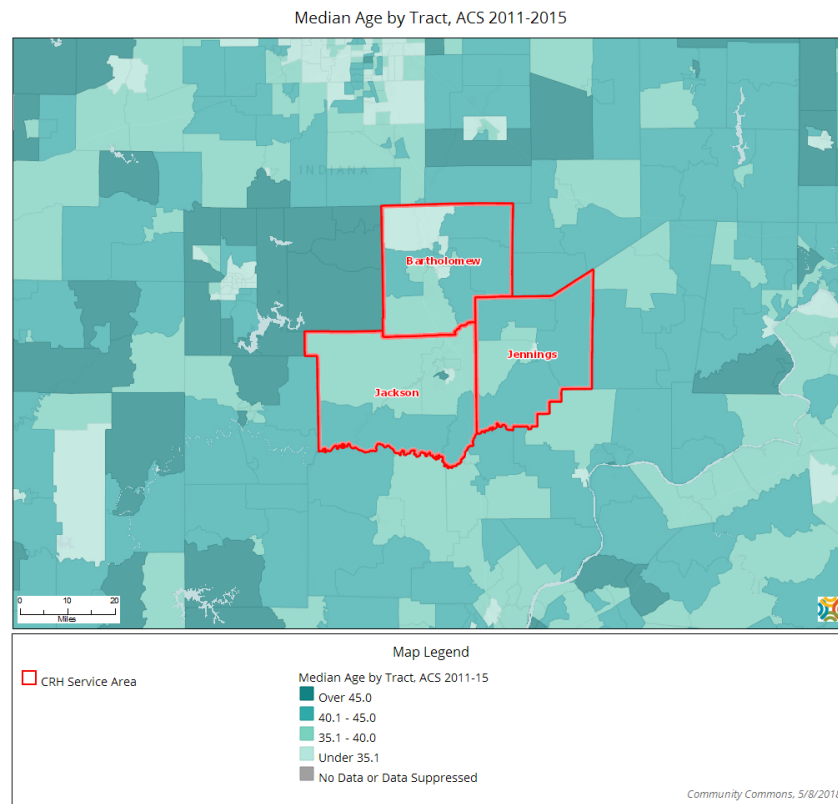 Median Age by Tract, ACS 2011-2015
INDIANA
Bartholomew
Jennings
Jackson
0 10 20
Miles
Map Legend
CRH Service Area
Median Age by Tract, ACS 2011-15
Over 45.0
40.1 - 45.0
35.1 - 40.0
Under 35.1
No Data or Data Suppressed
Community Commons, 5/8/2018